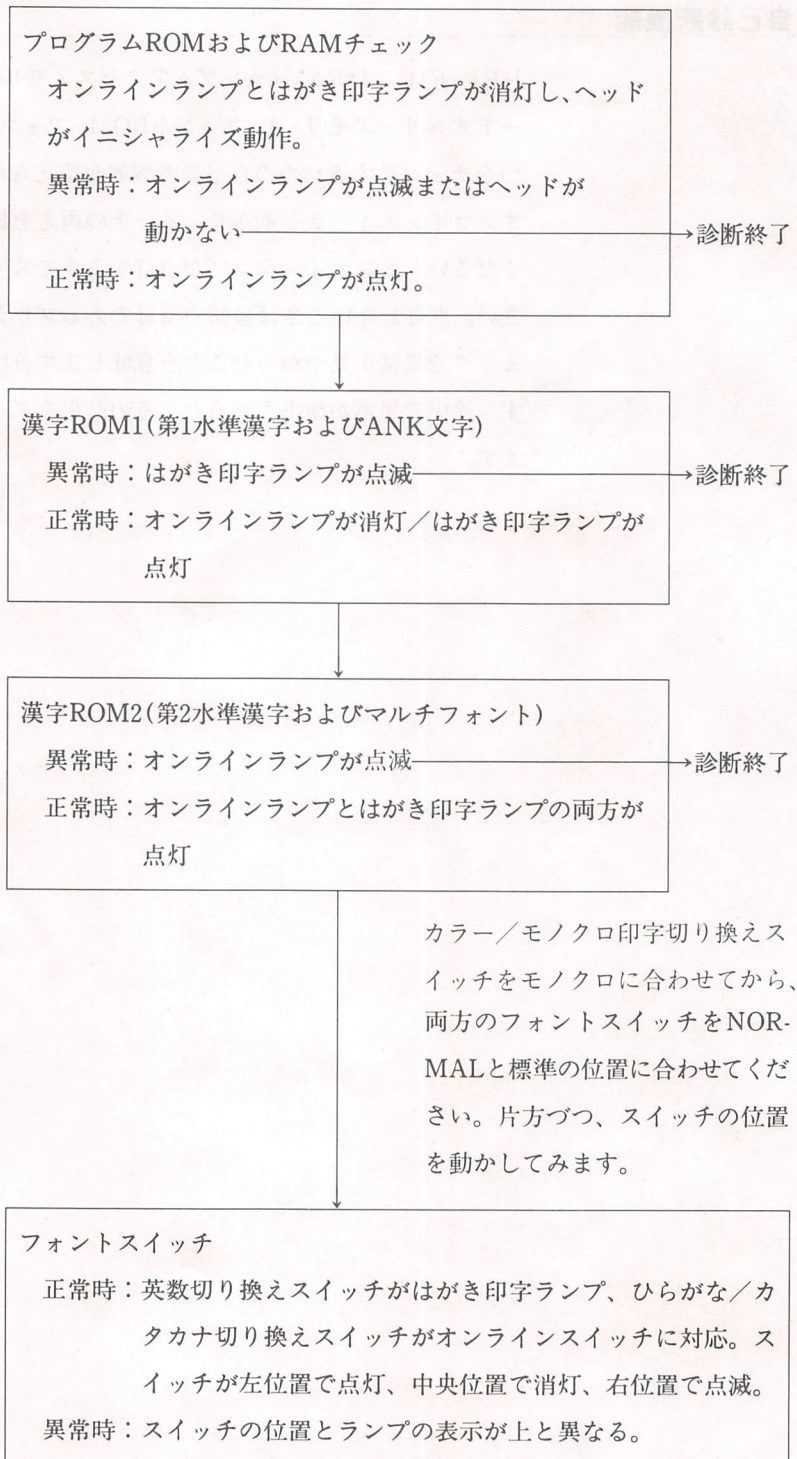 プログラムROMおよびRAMチェック
オンラインランプとはがき印字ランプが消灯し、ヘッド
がイニシャライズ動作。
異常時：オンラインランプが点滅またはヘッドが
動かない→診断終了
正常時：オンラインランプが点灯。
漢字ROM1(第1水準漢字およびANK文字)
異常時：はがき印字ランプが点滅→診断終了
正常時：オンラインランプが消灯／はがき印字ランプが
点灯
漢字ROM2(第2水準漢字およびマルチフォント)
異常時：オンラインランプが点滅→診断終了
正常時：オンラインランプとはがき印字ランプの両方が
点灯
カラー／モノクロ印字切り換えス
イッチをモノクロに合わせてから、
両方のフォントスイッチをNOR-
MALと標準の位置に合わせてくだ
さい。片方づつ、スイッチの位置
を動かしてみます。
フォントスイッチ
正常時：英数切り換えスイッチがはがき印字ランプ、ひらがな／カ
タカナ切り換えスイッチがオンラインスイッチに対応。ス
イッチが左位置で点灯、中央位置で消灯、右位置で点滅。
異常時：スイッチの位置とランプの表示が上と異なる。